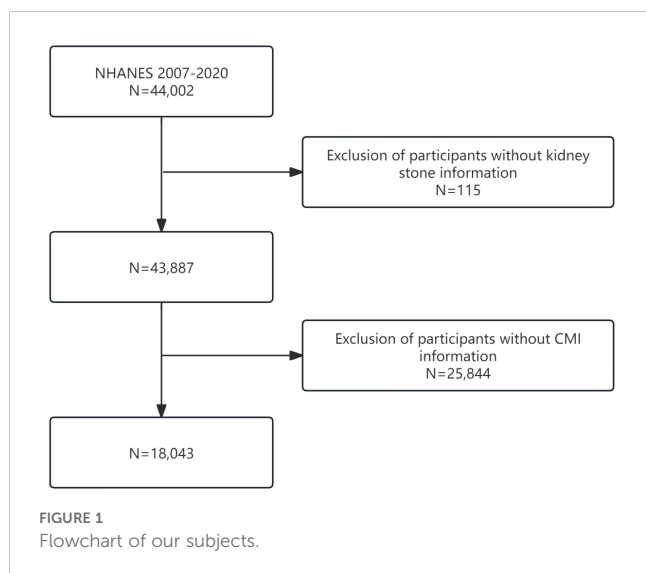 NHANES 2007-2020
N=44,002
Exclusion of participants without kidney
stone information
N=115
N=43,887
Exclusion of participants without CMI
information
N=25,844
N=18,043
FIGURE 1
Flowchart of our subjects.